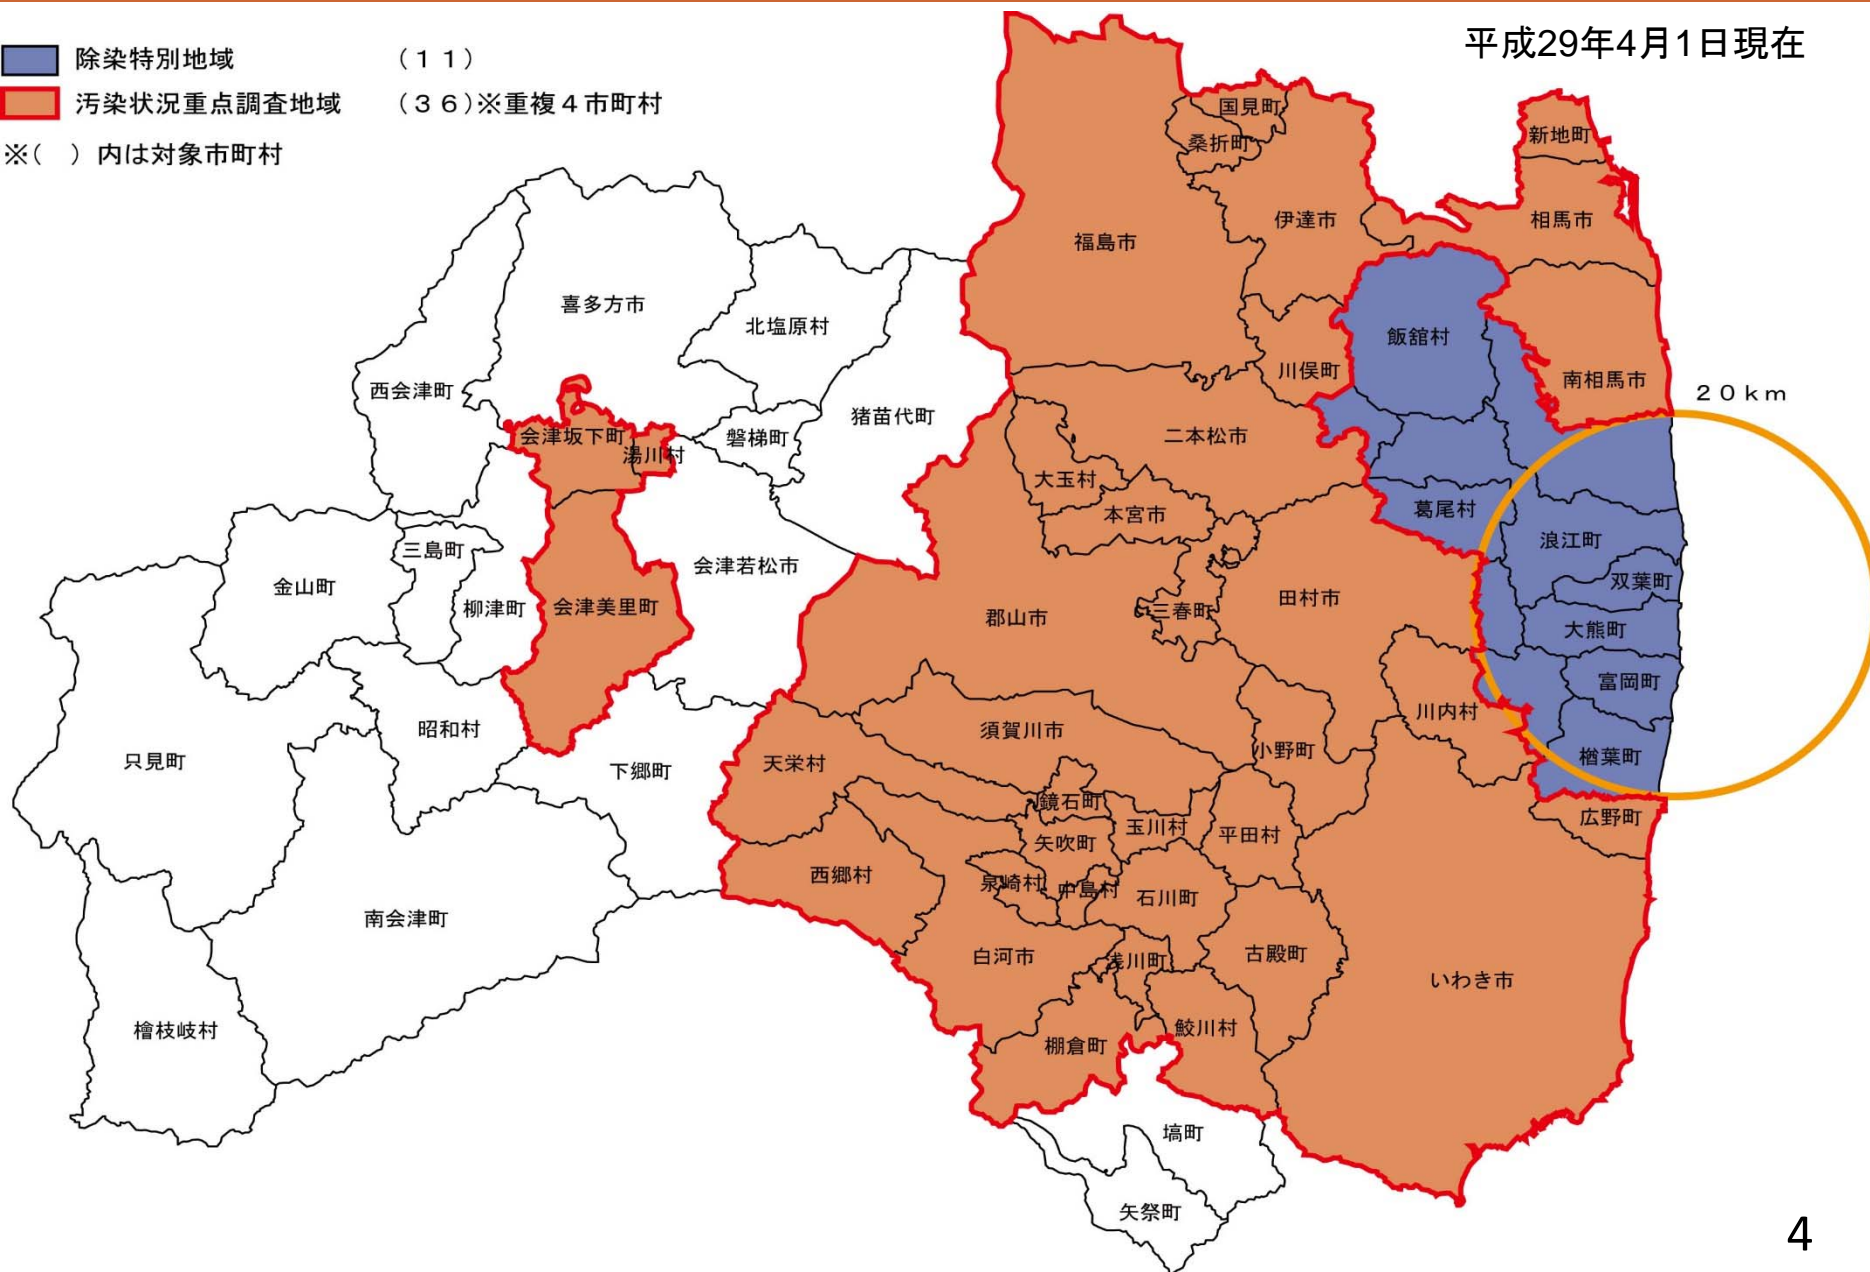 平成29年4月1日現在
除染特別地域 （１１）
汚染状況重点調査地域 （３６）※重複４市町村
※（ ）内は対象市町村
国見町
桑折町
新地町
伊達市
相馬市
福島市
喜多方市
北塩原村
飯舘村
川俣町
南相馬市
西会津町
２０ｋｍ
猪苗代町
会津坂下町
磐梯町
二本松市
湯川村
大玉村
本宮市
葛尾村
浪江町
三島町
会津若松市
双葉町
金山町
柳津町
会津美里町
田村市
三春町
郡山市
大熊町
富岡町
川内村
昭和村
須賀川市
小野町
楢葉町
只見町
下郷町
天栄村
鏡石町
広野町
玉川村
平田村
矢吹町
西郷村
泉崎村
中島村
石川町
南会津町
白河市
浅川町
古殿町
いわき市
檜枝岐村
鮫川村
棚倉町
塙町
矢祭町
4